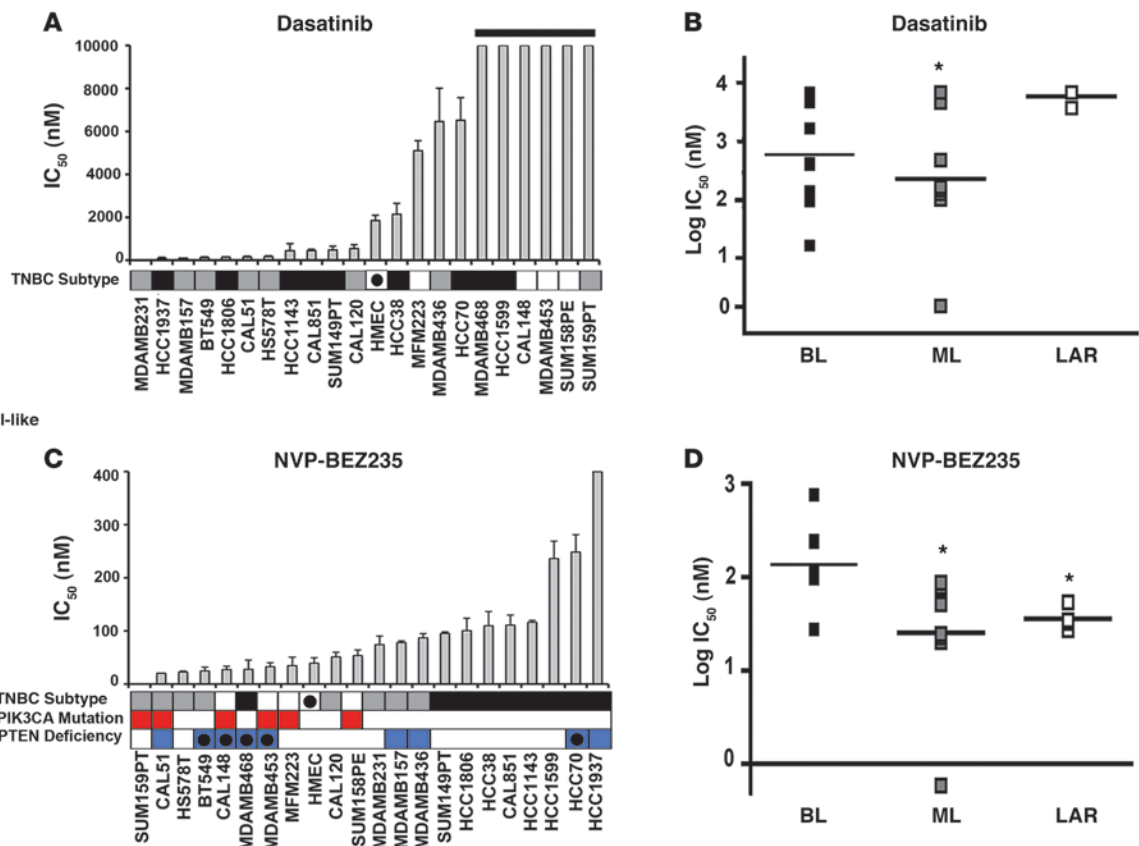 A
Dasatinib
IC50 (nM)
10000
8000
6000
4000
2000
0
TNBC Subtype
MDAMB231
HCC1937
MDAMB157
BT549
HCC1806
CAL51
HS578T
HCC1143
CAL851
SUM149PT
CAL120
HMEC
HCC38
MFM223
MDAMB436
HCC70
MDAMB468
HCC1599
CAL148
MDAMB453
SUM158PE
SUM159PT
B
Dasatinib
*
Log IC50 (nM)
4
3
2
1
0
BL
ML
LAR
l-like
C
NVP-BEZ235
IC50 (nM)
400
300
200
100
0
TNBC Subtype
PIK3CA Mutation
PTEN Deficiency
SUM159PT
CAL51
HS578T
BT549
CAL148
MDAMB468
MDAMB453
MFM223
HMEC
CAL120
SUM158PE
MDAMB231
MDAMB157
MDAMB436
SUM149PT
HCC1806
HCC38
CAL851
HCC1143
HCC1599
HCC70
HCC1937
D
NVP-BEZ235
*
*
Log IC50 (nM)
3
2
1
0
BL
ML
LAR